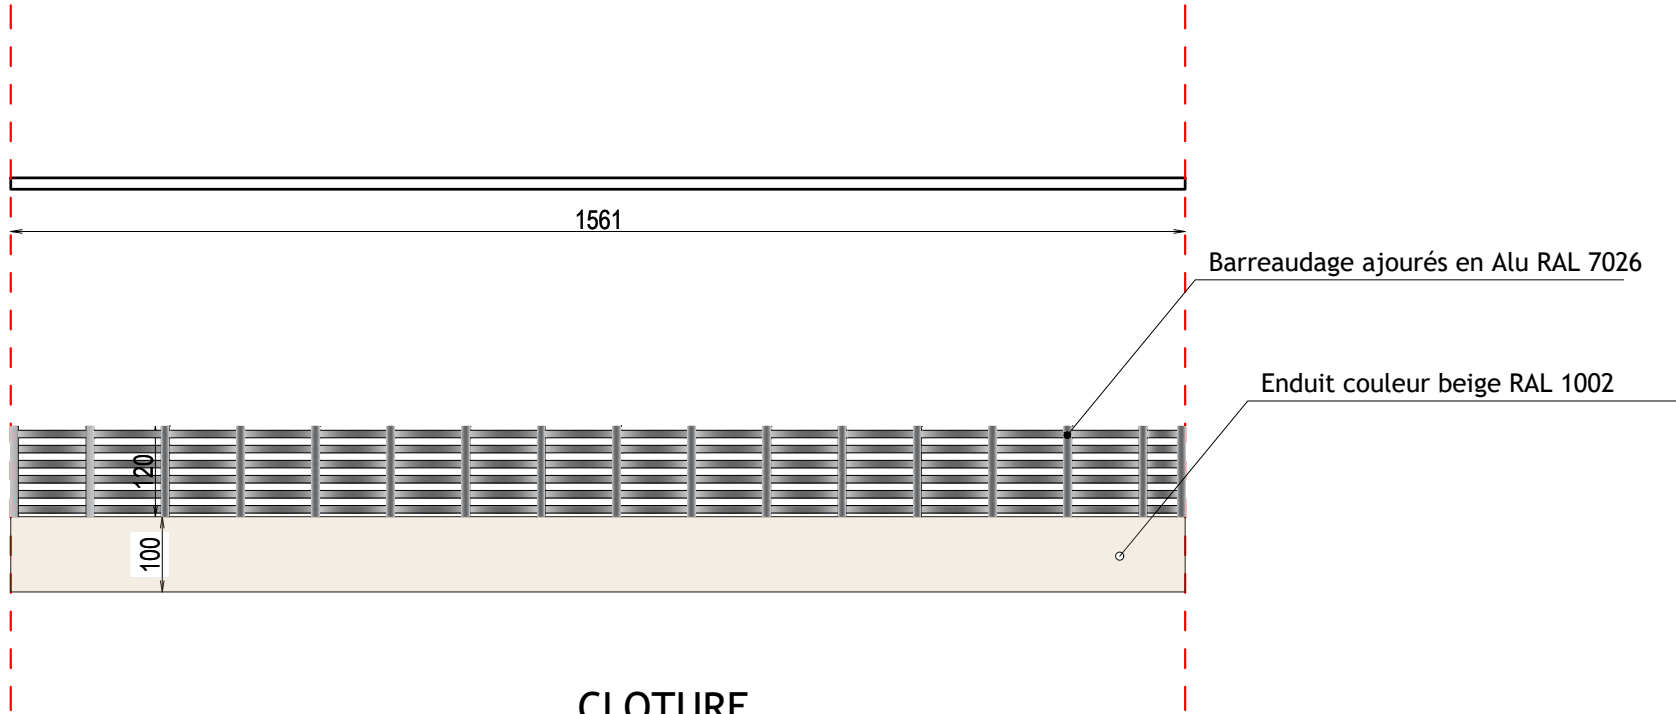 1561
Barreaudage ajourés en Alu RAL 7026
Enduit couleur beige RAL 1002
120
100
CLOTURE